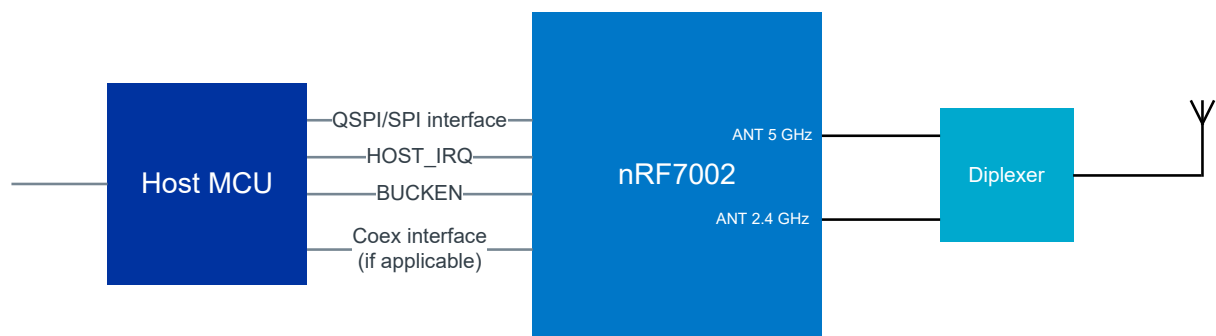 Host MCU
QSPI/SPI interface
HOST_IRQ
BUCKEN
Coex interface
(if applicable)
nRF7002
ANT 5 GHz
ANT 2.4 GHz
Diplexer